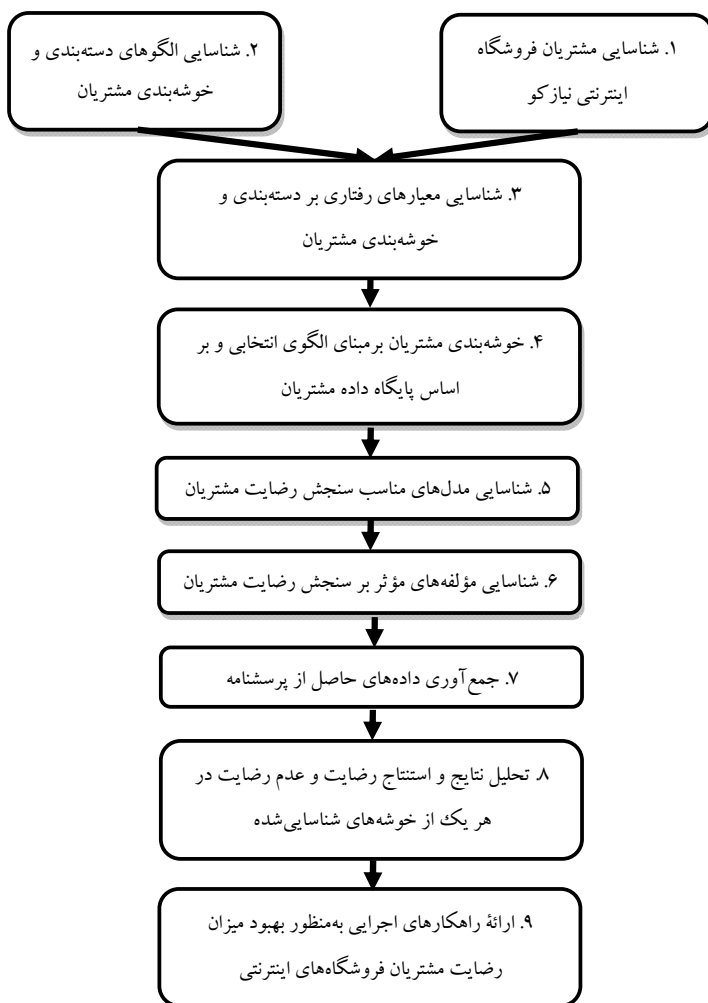 ۱. شناسایی مشتریان فروشگاه
اینترنتی نیازکو
۲. شناسایی الگوهای دسته‌بندی و
خوشه‌بندی مشتریان
۳. شناسایی معیارهای رفتاری بر دسته‌بندی و
خوشه‌بندی مشتریان
۴. خوشه‌بندی مشتریان برمبنای الگوی انتخابی و بر
اساس پایگاه داده مشتریان
۵. شناسایی مدل‌های مناسب سنجش رضایت مشتریان
۶. شناسایی مؤلفه‌های مؤثر بر سنجش رضایت مشتریان
۷. جمع‌آوری داده‌های حاصل از پرسشنامه
۸. تحلیل نتایج و استنتاج رضایت و عدم رضایت در
هر یک از خوشه‌های شناسایی‌شده
۹. ارائهٔ راهکارهای اجرایی به‌منظور بهبود میزان
رضایت مشتریان فروشگاه‌های اینترنتی